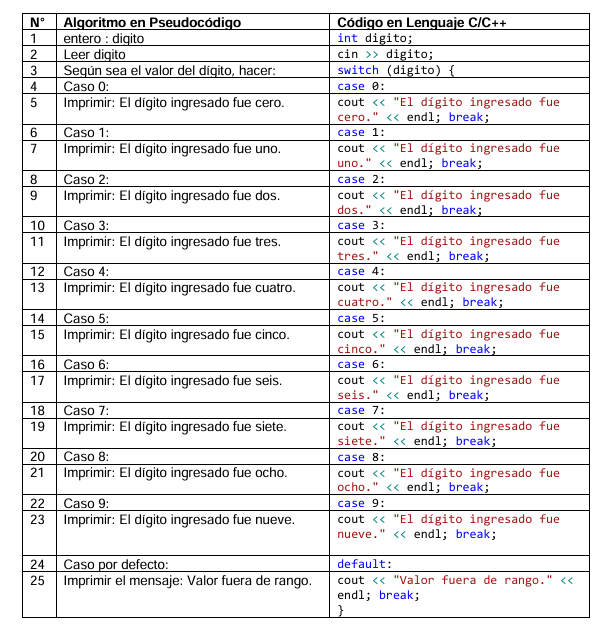 N° Algoritmo en Pseudocódigo Código en Lenguaje C/C++
1 entero : digito int digito;
2 Leer digito cin >> digito;
3 Según sea el valor del dígito, hacer: switch (digito) {
4 Caso 0: case 0:
5 Imprimir: El dígito ingresado fue cero. cout << "El dígito ingresado fue
cero." << endl; break;
6 Caso 1: case 1:
7 Imprimir: El dígito ingresado fue uno. cout << "El dígito ingresado fue
uno." << endl; break;
8 Caso 2: case 2:
9 Imprimir: El dígito ingresado fue dos. cout << "El dígito ingresado fue
dos." << endl; break;
10 Caso 3: case 3:
11 Imprimir: El dígito ingresado fue tres. cout << "El dígito ingresado fue
tres." << endl; break;
12 Caso 4: case 4:
13 Imprimir: El dígito ingresado fue cuatro. cout << "El dígito ingresado fue
cuatro." << endl; break;
14 Caso 5: case 5:
15 Imprimir: El dígito ingresado fue cinco. cout << "El dígito ingresado fue
cinco." << endl; break;
16 Caso 6: case 6:
17 Imprimir: El dígito ingresado fue seis. cout << "El dígito ingresado fue
seis." << endl; break;
18 Caso 7: case 7:
19 Imprimir: El dígito ingresado fue siete. cout << "El dígito ingresado fue
siete." << endl; break;
20 Caso 8: case 8:
21 Imprimir: El dígito ingresado fue ocho. cout << "El dígito ingresado fue
ocho." << endl; break;
22 Caso 9: case 9:
23 Imprimir: El dígito ingresado fue nueve. cout << "El dígito ingresado fue
nueve." << endl; break;
24 Caso por defecto: default:
25 Imprimir el mensaje: Valor fuera de rango. cout << "Valor fuera de rango." <<
endl; break;
}